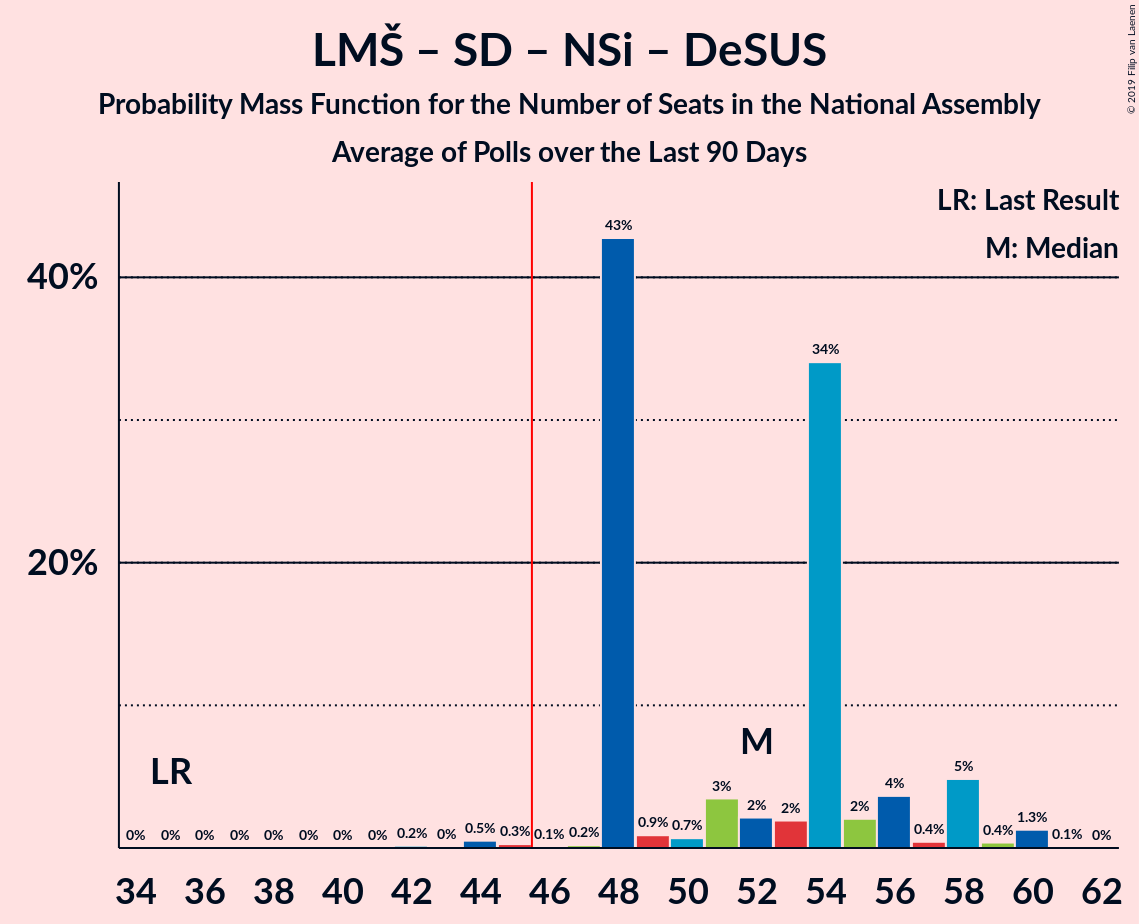 LMŠ – SD – NSi – DeSUS
Probability Mass Function for the Number of Seats in the National Assembly
Average of Polls over the Last 90 Days
© 2019 Filip van Laenen
LR: Last Result
M: Median
43%
40%
34%
20%
M
LR
5%
4%
3%
2%
2%
2%
1.3%
0% 0% 0% 0% 0% 0% 0% 0% 0.2% 0% 0.5% 0.3% 0.1% 0.2% 0.9% 0.7% 0.4% 0.4% 0.1% 0%
34 36 38 40 42 44 46 48 50 52 54 56 58 60 62